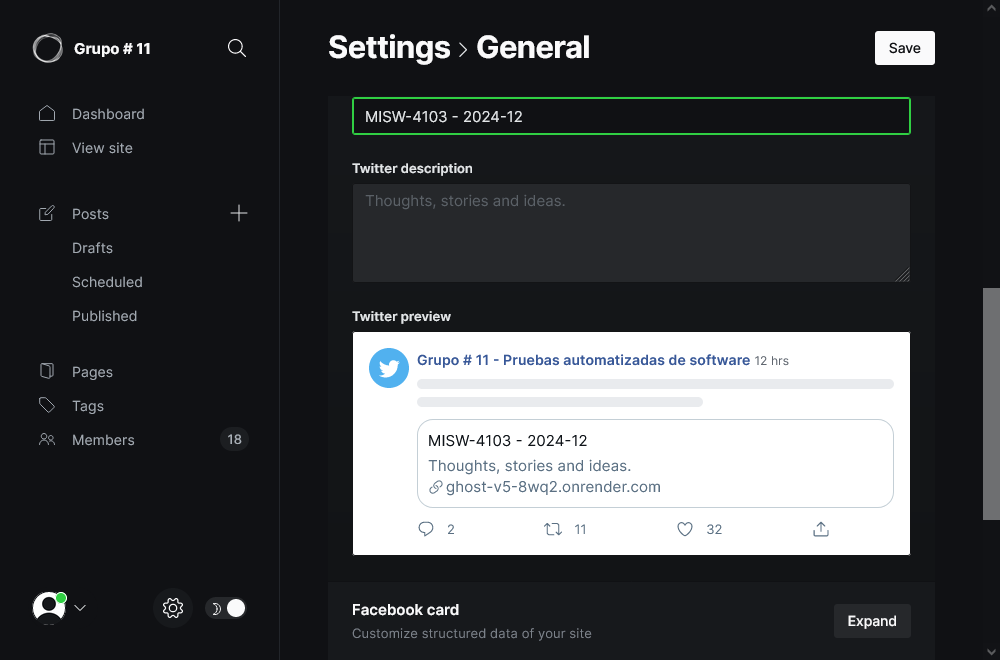 Grupo # 11
Dashboard
View site
Posts
Drafts
Scheduled
Published
Pages
Tags
Members 18
Settings > General
Save
MISW-4103 - 2024-12
Twitter description
Thoughts, stories and ideas.
Twitter preview
Grupo # 11 - Pruebas automatizadas de software 12 hrs
MISW-4103 - 2024-12
Thoughts, stories and ideas.
ghost-v5-8wq2.onrender.com
2 11 32
Facebook card
Customize structured data of your site
Expand